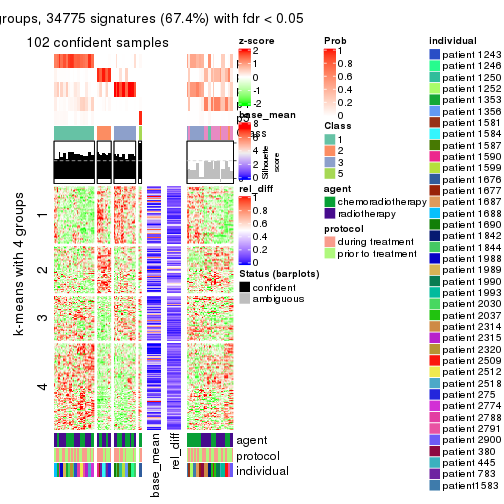 groups, 34775 signatures (67.4%) with fdr < 0.05
102 confident samples
k-means with 4 groups
1
2
3
4
base_mean
rel_diff
agent
protocol
individual
z-score
2
1
0
-1
-2
base_mean
8
6
4
2
0
Silhouette
score
rel_diff
1
0.8
0.6
0.4
0.2
0
Status (barplots)
confident
ambiguous
Prob
1
0.8
0.6
0.4
0.2
0
Class
1
2
3
5
agent
chemoradiotherapy
radiotherapy
protocol
during treatment
prior to treatment
individual
patient 1243
patient 1246
patient 1250
patient 1252
patient 1353
patient 1356
patient 1581
patient 1584
patient 1587
patient 1590
patient 1599
patient 1676
patient 1677
patient 1687
patient 1688
patient 1690
patient 1842
patient 1844
patient 1988
patient 1989
patient 1990
patient 1993
patient 2030
patient 2037
patient 2314
patient 2315
patient 2320
patient 2509
patient 2512
patient 2518
patient 275
patient 2774
patient 2788
patient 2791
patient 2900
patient 380
patient 445
patient 783
patient1583